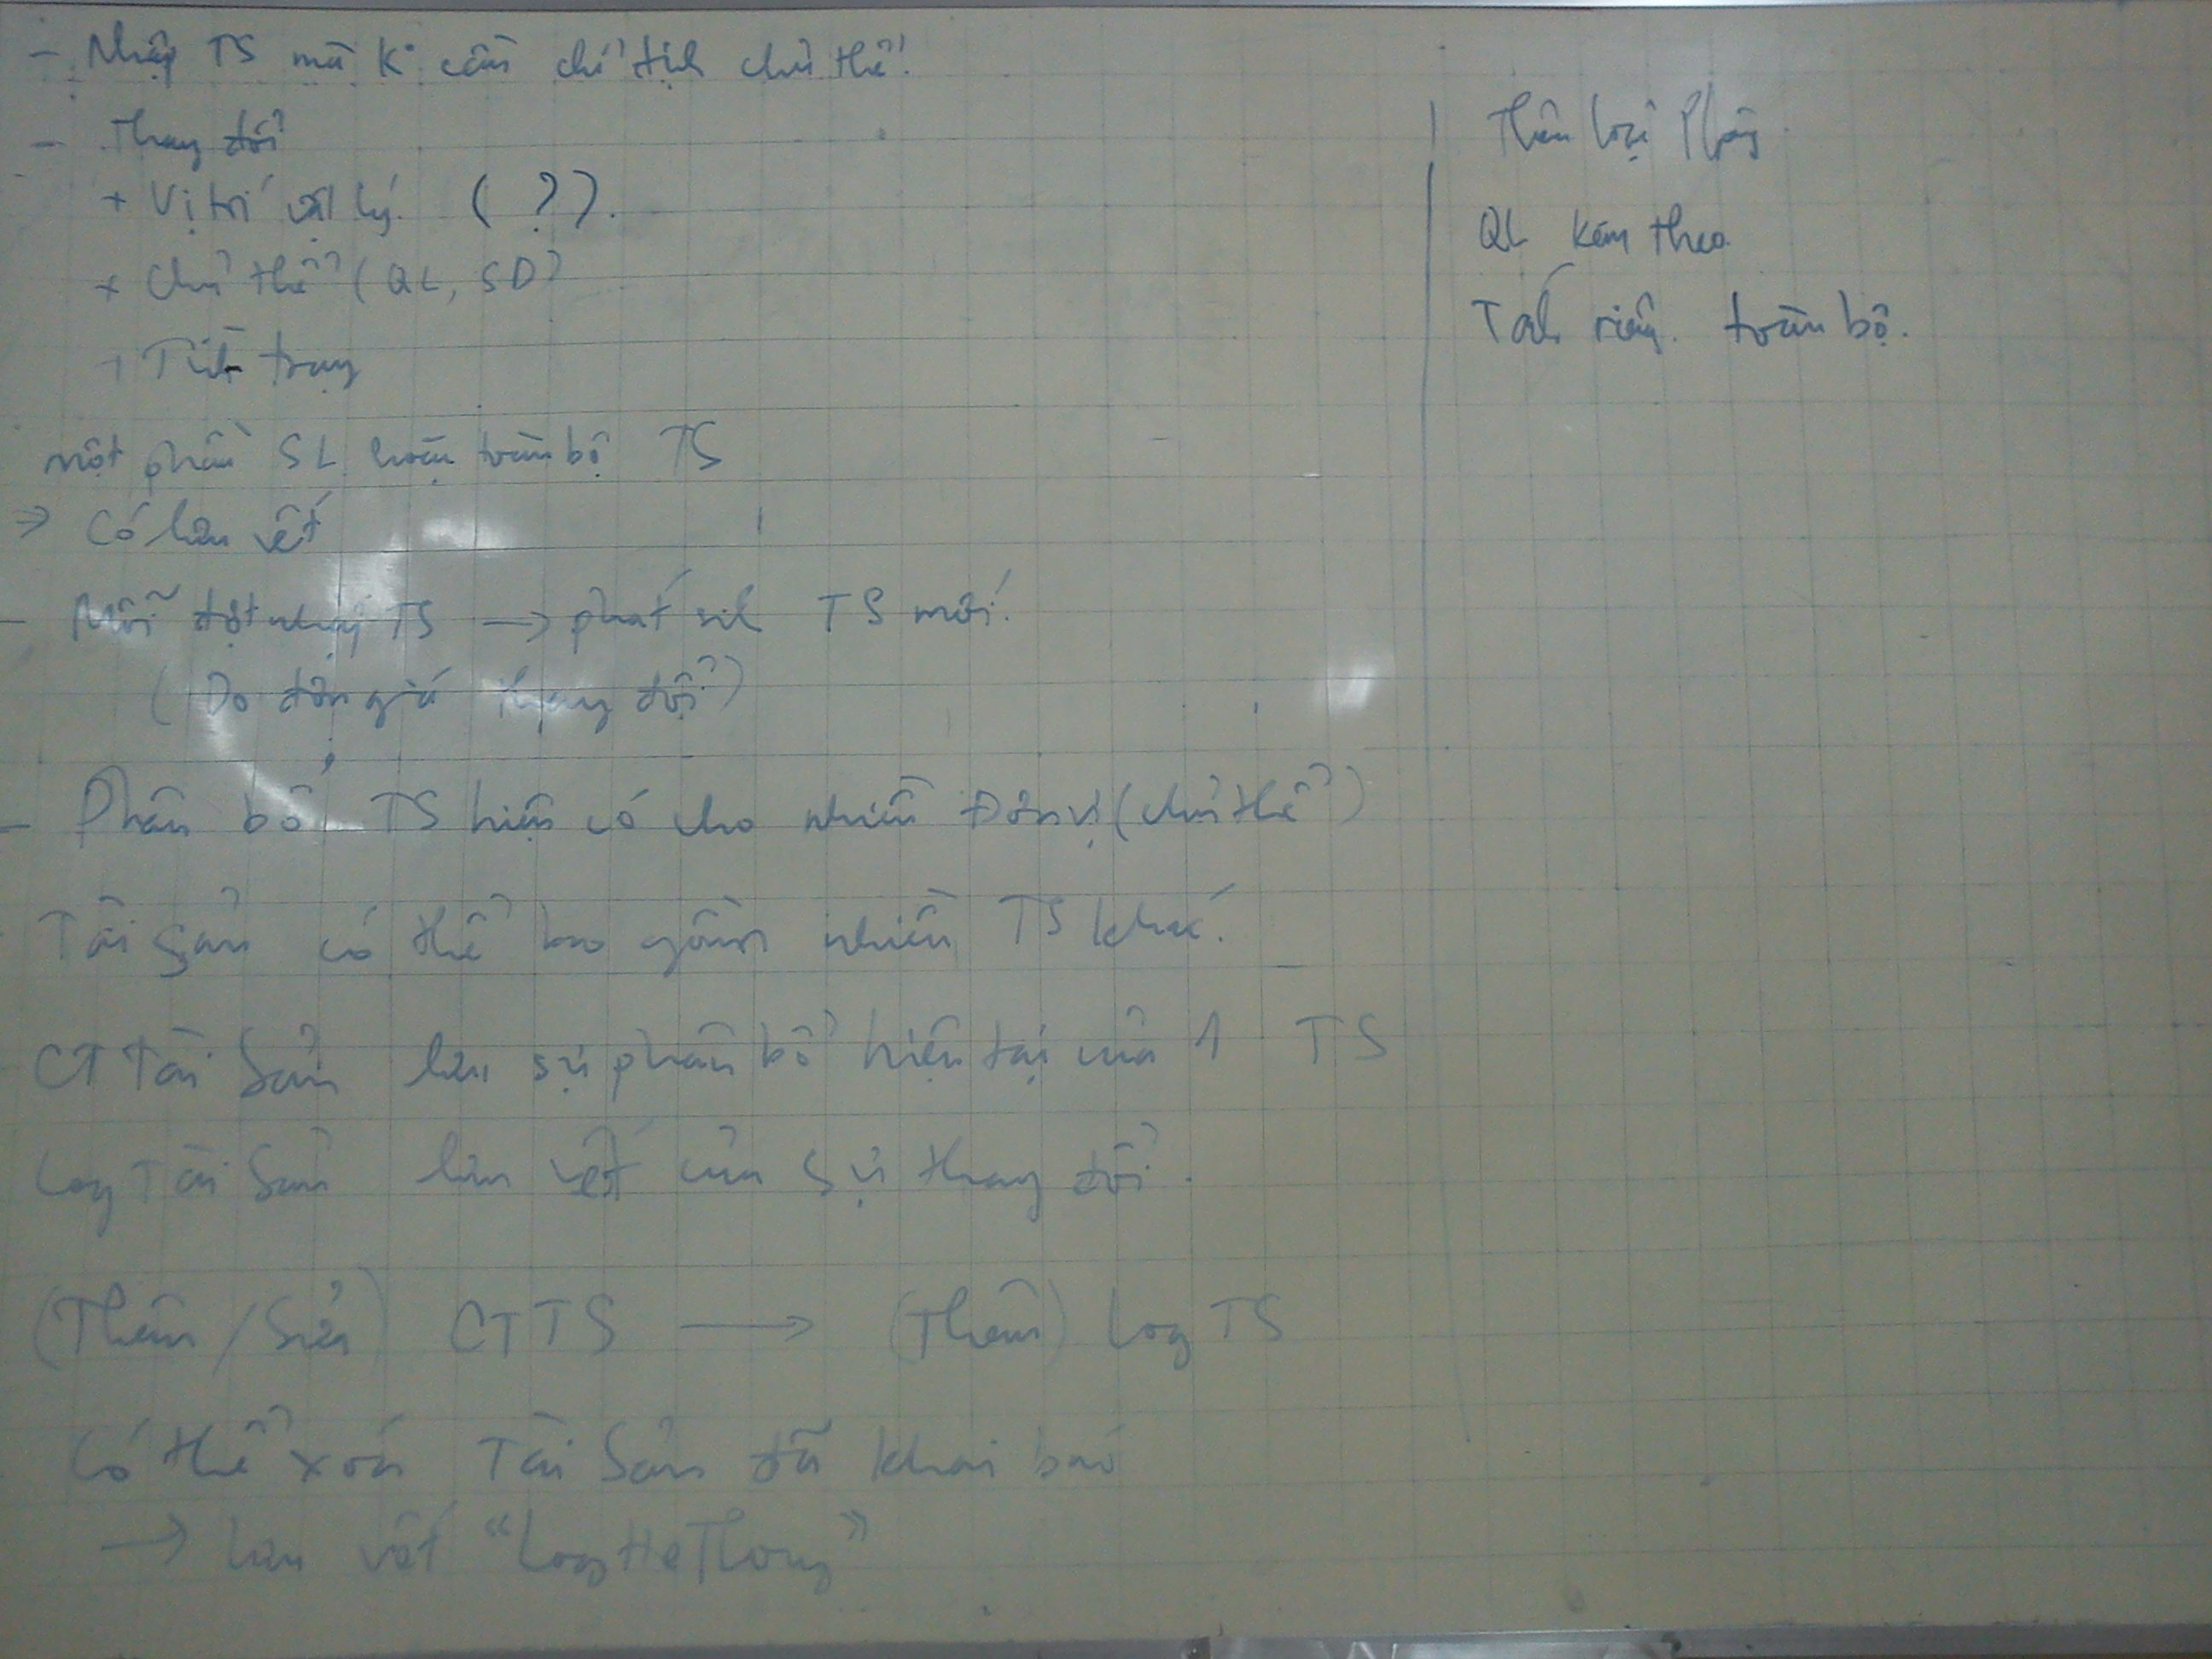 - Nhập TS mà K cần chỉ định chủ thể.
- Thay đổi
+ Vị trí vật lý. ( ? ).
+ Chủ thể (QL, SD)
+ Tình trạng
Một phần SL hoặc toàn bộ TS
⇒ Có lưu vết
- Mỗi đợt nhập TS → phát sinh TS mới.
( Do đơn giá thay đổi )
- Phân bổ TS hiện có cho nhiều Đơn vị (chủ thể)
Tài sản có thể bao gồm nhiều TS khác.
CT Tài Sản lưu sự phân bổ hiện tại của 1 TS
Log Tài Sản lưu vết của sự thay đổi.
(Thêm / Sửa) CTTS → (Thêm) Log TS
Có thể xóa Tài Sản đã khai báo
→ lưu vết "LogHeThong"
Thêm loại Phòng
QL kèm theo
Tách riêng. toàn bộ.